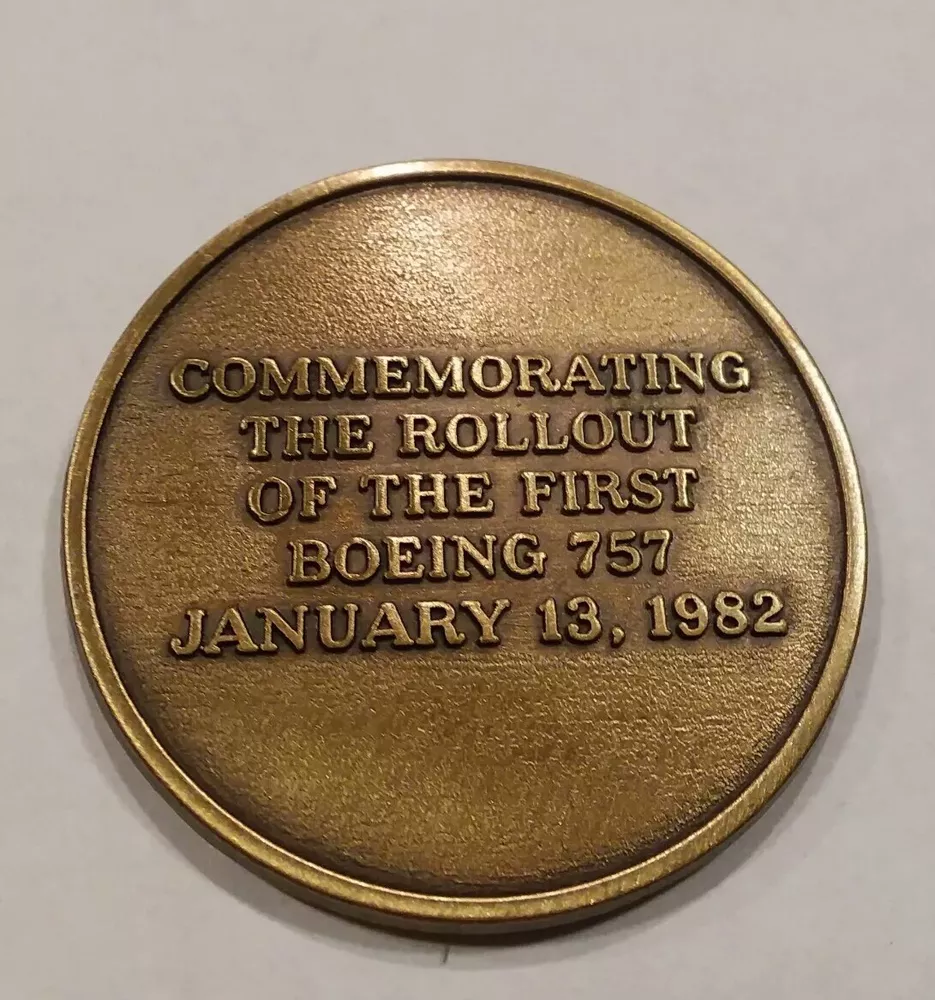 COMMEMORATING
THE ROLLOUT
OF THE FIRST
BOEING 757
JANUARY 13, 1982